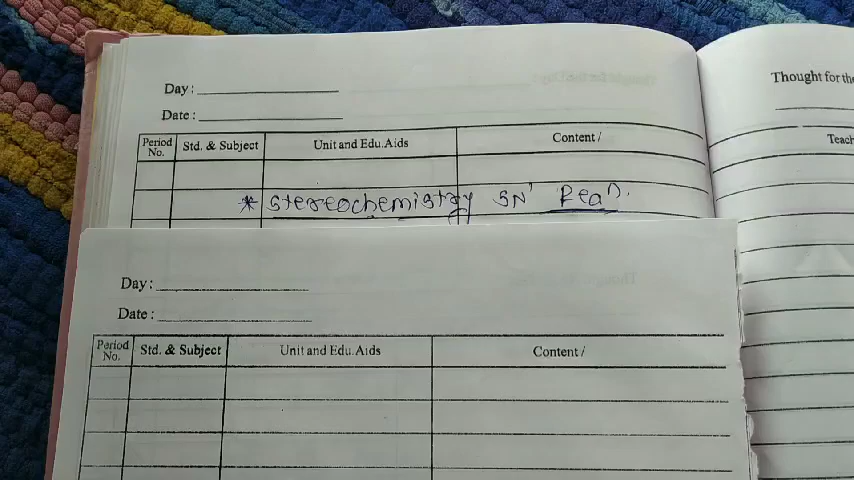 Thought for the
Day :
Date :
Teach
Period No. Std. & Subject Unit and Edu.Aids Content /
* stereochemistry SN' Rean.
Day :
Date :
Period No. Std. & Subject Unit and Edu.Aids Content /